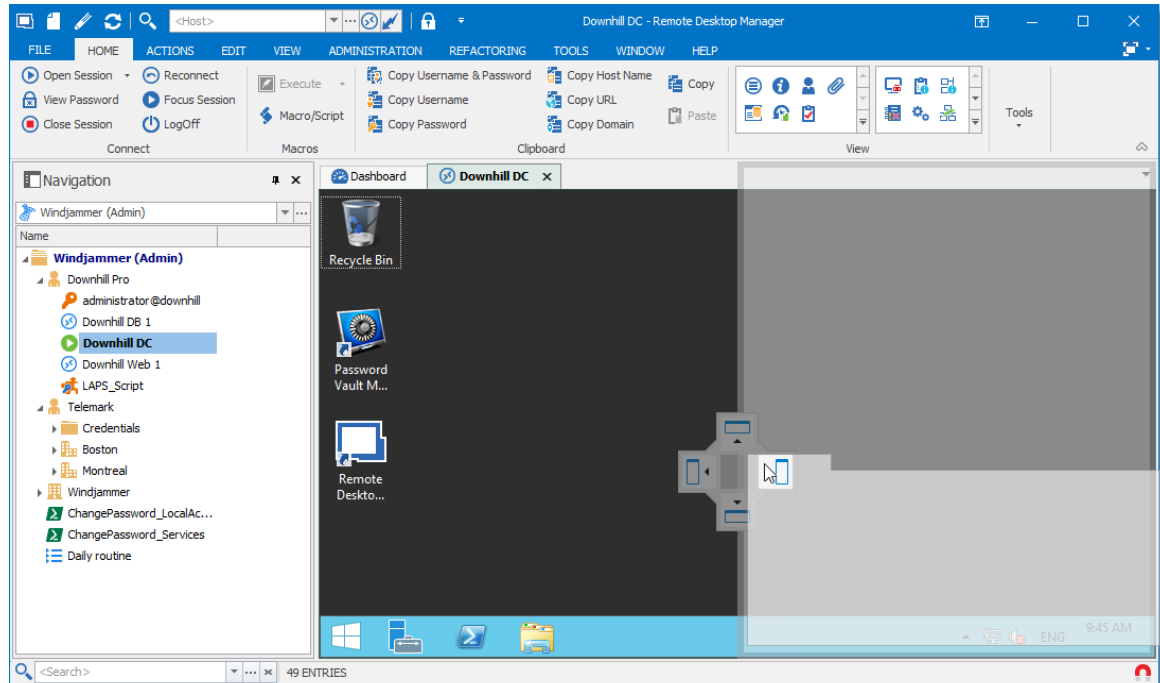 <Host>
Downhill DC - Remote Desktop Manager
FILE HOME ACTIONS EDIT VIEW ADMINISTRATION REFACTORING TOOLS WINDOW HELP
Open Session Reconnect Execute Copy Username & Password Copy Host Name Copy
View Password Focus Session Macro/Script Copy Username Copy URL Paste Tools
Close Session LogOff Copy Password Copy Domain
Connect Macros Clipboard View
Navigation
Dashboard Downhill DC
Windjammer (Admin)
Name
Windjammer (Admin)
Downhill Pro
administrator@downhill
Downhill DB 1
Downhill DC
Downhill Web 1
LAPS_Script
Telemark
Credentials
Boston
Montreal
Windjammer
ChangePassword_LocalAc...
ChangePassword_Services
Daily routine
Recycle Bin
Password
Vault M...
Remote
Deskto...
ENG 9:45 AM
<Search> 49 ENTRIES